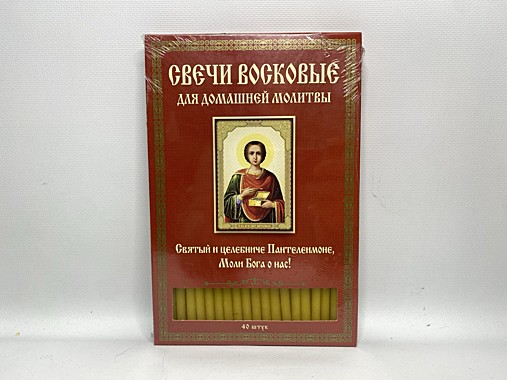 СВЕЧИ ВОСКОВЫЕ
ДЛЯ ДОМАШНЕЙ МОЛИТВЫ
Святый и целебниче Пантелеимоне,
Моли Бога о нас!
40 штук